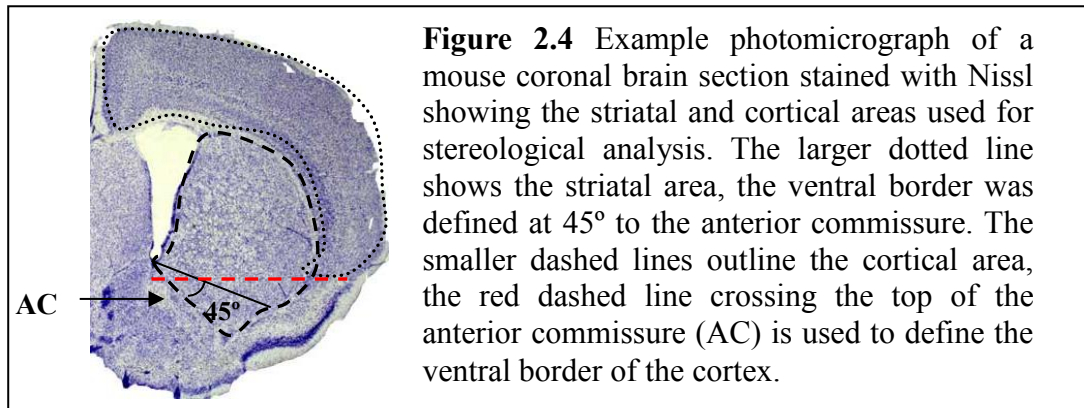 Figure 2.4 Example photomicrograph of a
mouse coronal brain section stained with Nissl
showing the striatal and cortical areas used for
stereological analysis. The larger dotted line
shows the striatal area, the ventral border was
defined at 45º to the anterior commissure. The
smaller dashed lines outline the cortical area,
the red dashed line crossing the top of the
anterior commissure (AC) is used to define the
ventral border of the cortex.
AC
45º